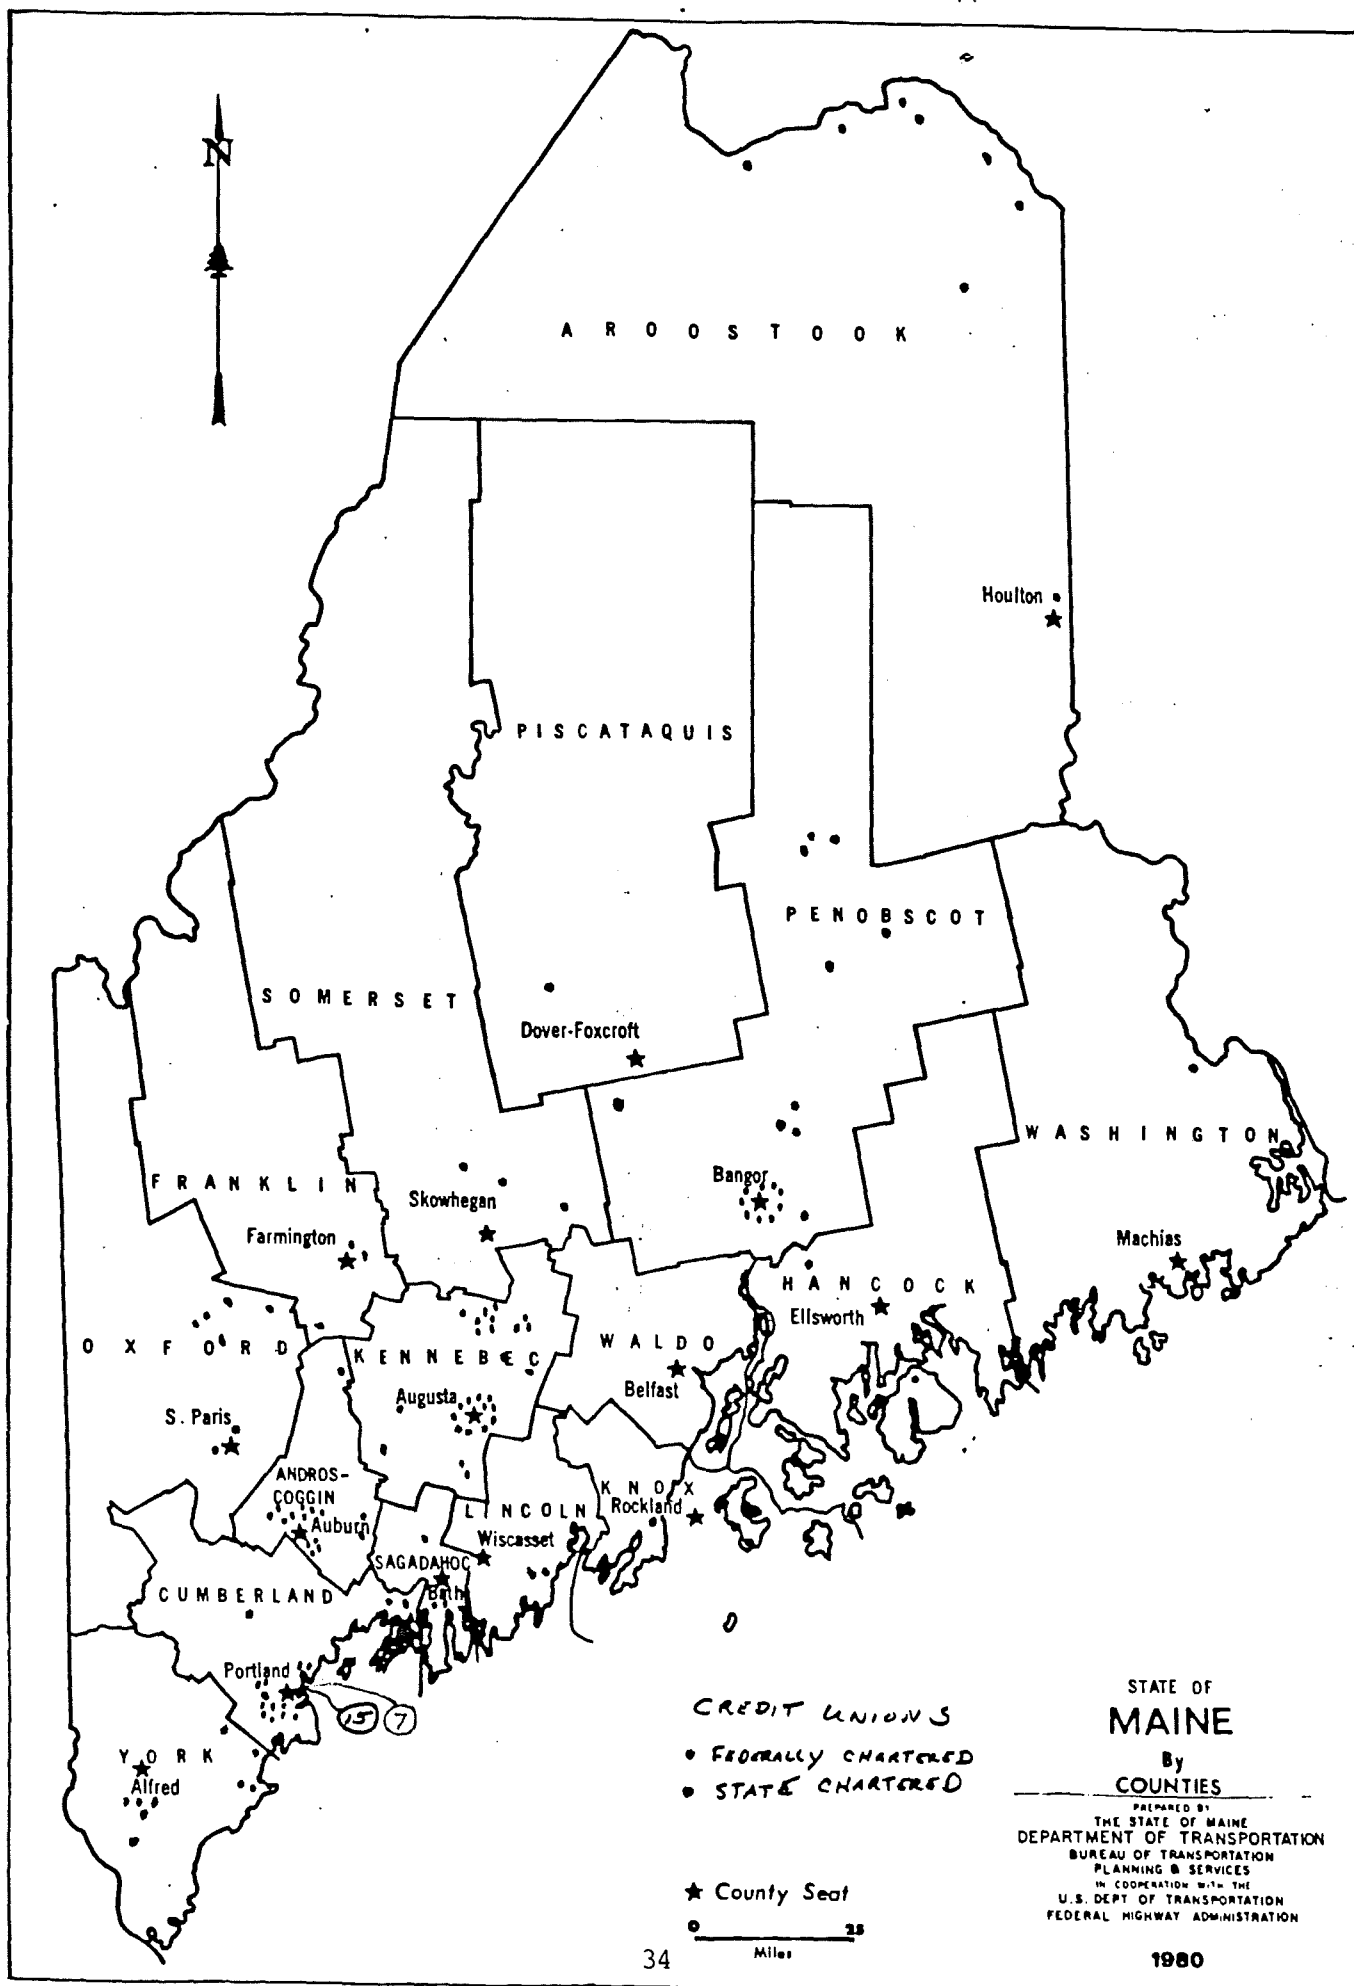 N
AROOSTOOK
Houlton
PISCATAQUIS
PENOBSCOT
SOMERSET
Dover-Foxcroft
WASHINGTON
FRANKLIN
Bangor
Skowhegan
Farmington
Machias
HANCOCK
Ellsworth
OXFORD
KENNEBEC
WALDO
Augusta
Belfast
S. Paris
ANDROS-
COGGIN
KNOX
LINCOLN
Rockland
Auburn
Wiscasset
SAGADAHOC
Bath
CUMBERLAND
Portland
15 7
YORK
Alfred
CREDIT UNIONS
• FEDERALLY CHARTERED
• STATE CHARTERED
★ County Seat
0 25
Miles
STATE OF
MAINE
By
COUNTIES
PREPARED BY
THE STATE OF MAINE
DEPARTMENT OF TRANSPORTATION
BUREAU OF TRANSPORTATION
PLANNING & SERVICES
IN COOPERATION WITH THE
U.S. DEPT OF TRANSPORTATION
FEDERAL HIGHWAY ADMINISTRATION
1980
34